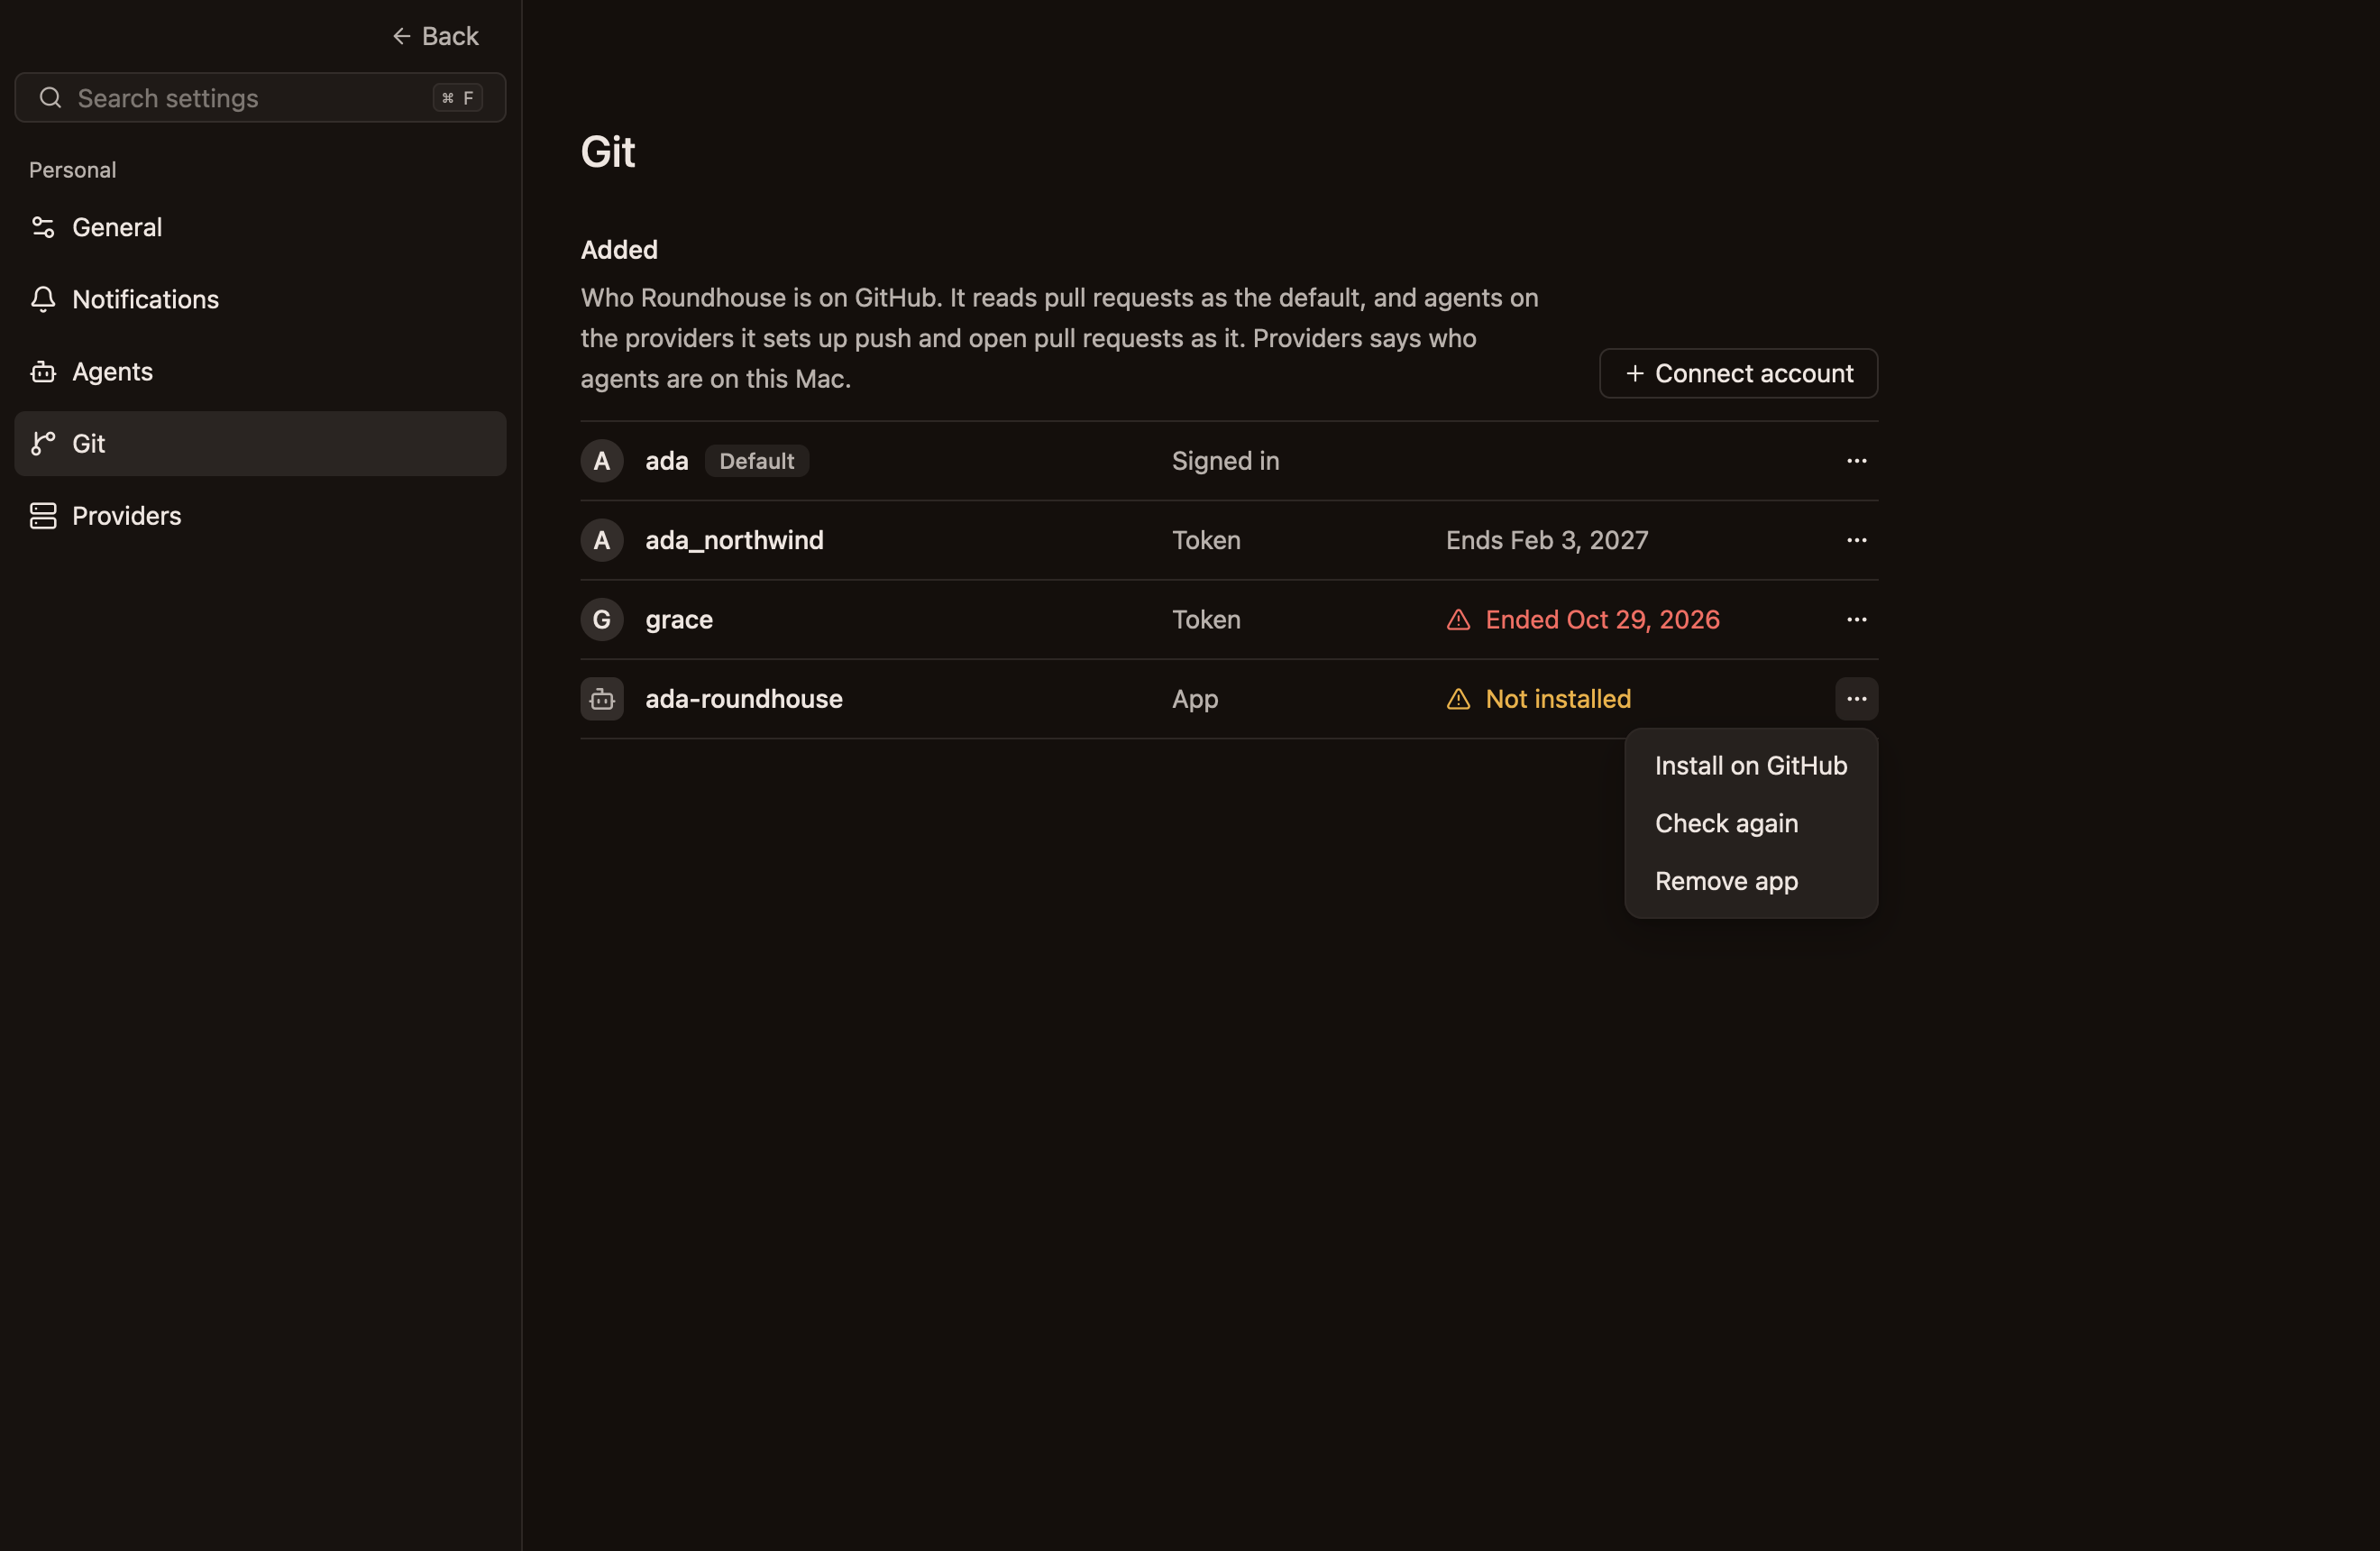 Back
Search settings
⌘ F
Personal
General
Notifications
Agents
Git
Providers
Git
Added
Who Roundhouse is on GitHub. It reads pull requests as the default, and agents on
the providers it sets up push and open pull requests as it. Providers says who
agents are on this Mac.
Connect account
A ada Default Signed in
A ada_northwind Token Ends Feb 3, 2027
G grace Token Ended Oct 29, 2026
ada-roundhouse App Not installed
Install on GitHub
Check again
Remove app